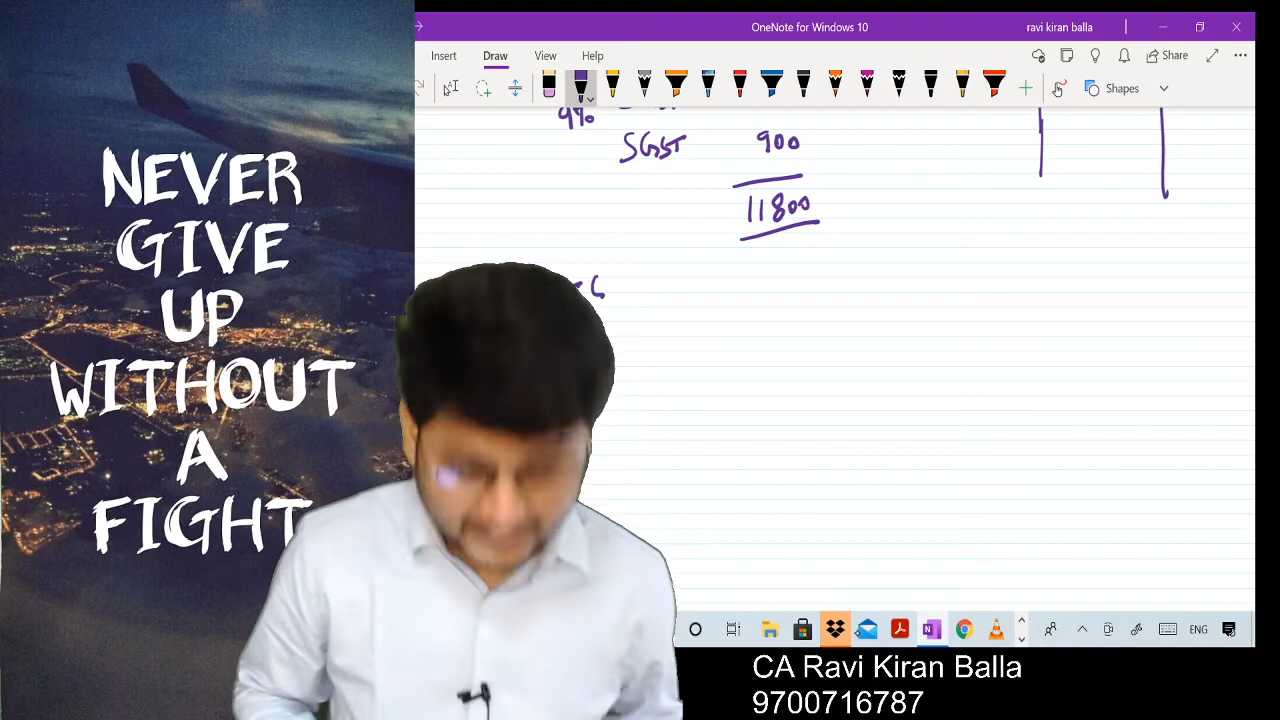 NEVER
GIVE
UP
WITHOUT
A
FIGHT
OneNote for Windows 10
ravi kiran balla
Insert
Draw
View
Help
Share
Shapes
9%
SGST 900
11800
ENG
CA Ravi Kiran Balla
9700716787